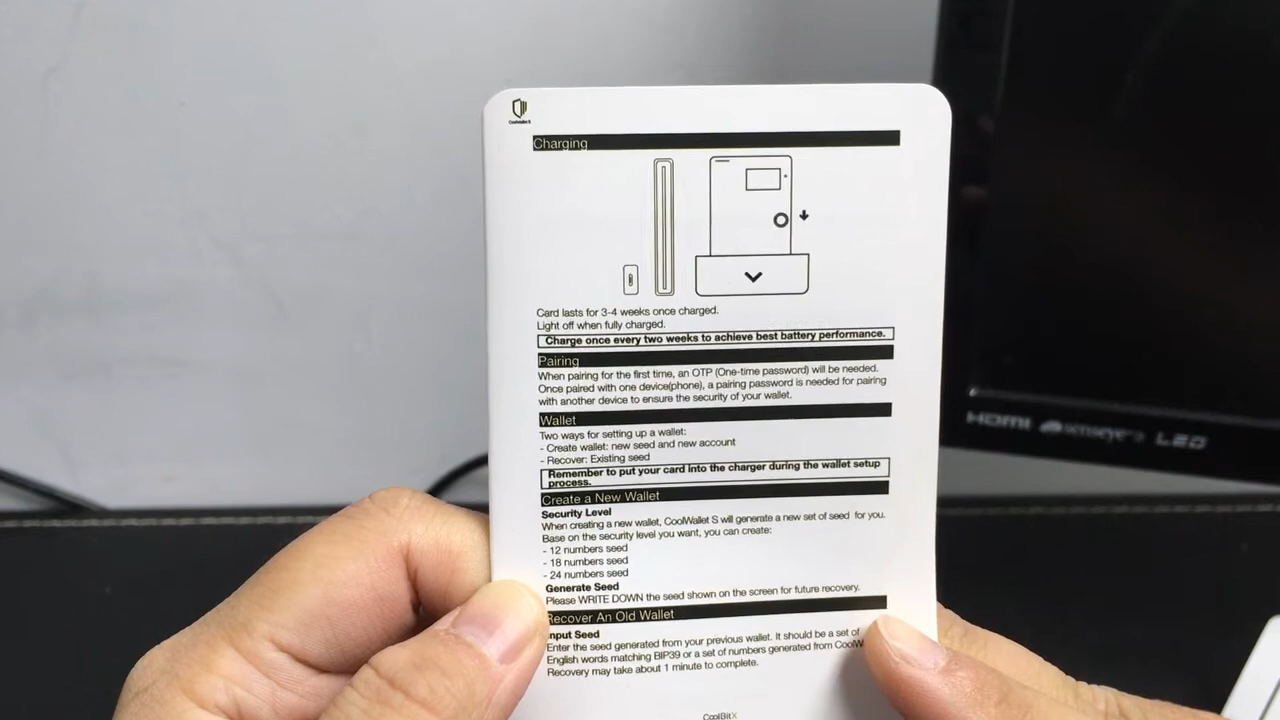 CoolWallet S
Charging
Card lasts for 3-4 weeks once charged.
Light off when fully charged.
Charge once every two weeks to achieve best battery performance.
Pairing
When pairing for the first time, an OTP (One-time password) will be needed.
Once paired with one device(phone), a pairing password is needed for pairing
with another device to ensure the security of your wallet.
Wallet
Two ways for setting up a wallet:
- Create wallet: new seed and new account
- Recover: Existing seed
Remember to put your card into the charger during the wallet setup
process.
Create a New Wallet
Security Level
When creating a new wallet, CoolWallet S will generate a new set of seed for you.
Base on the security level you want, you can create:
- 12 numbers seed
- 18 numbers seed
- 24 numbers seed
Generate Seed
Please WRITE DOWN the seed shown on the screen for future recovery.
Recover An Old Wallet
Input Seed
Enter the seed generated from your previous wallet. It should be a set of
English words matching BIP39 or a set of numbers generated from CoolW
Recovery may take about 1 minute to complete.
CoolBitX
HDMI senseye LED